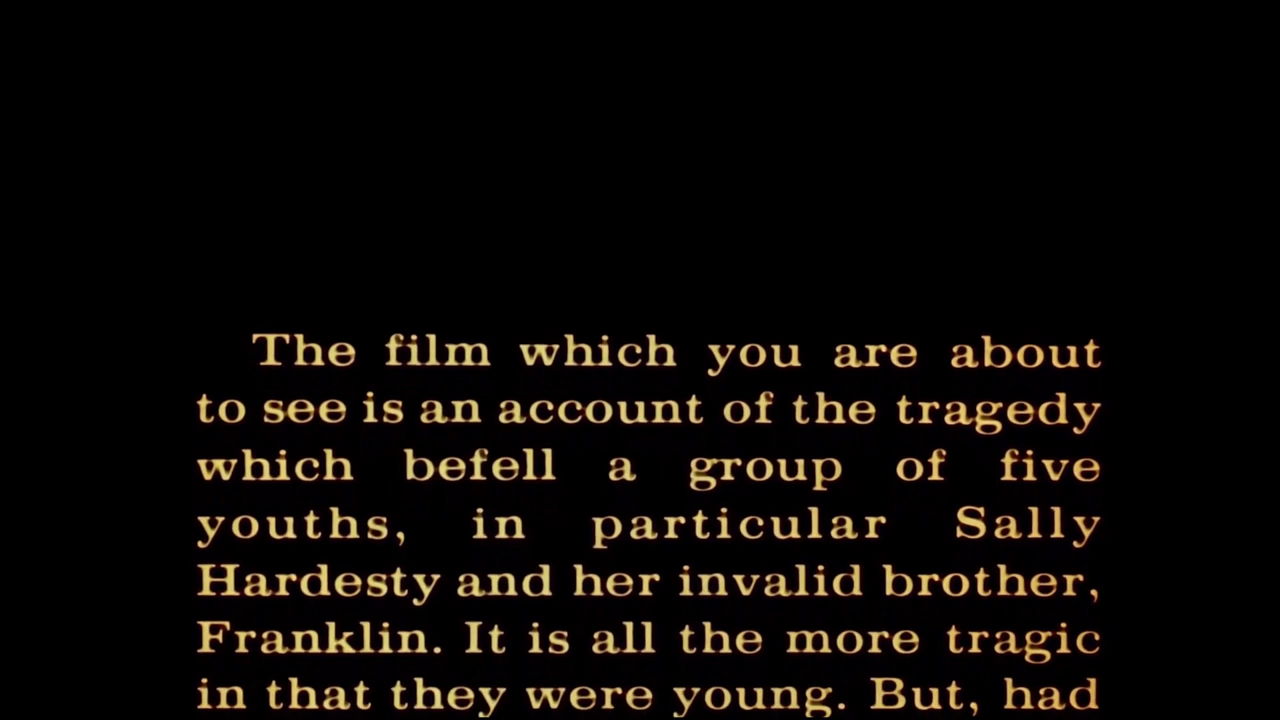 The film which you are about
to see is an account of the tragedy
which befell a group of five
youths, in particular Sally
Hardesty and her invalid brother,
Franklin. It is all the more tragic
in that they were young. But, had